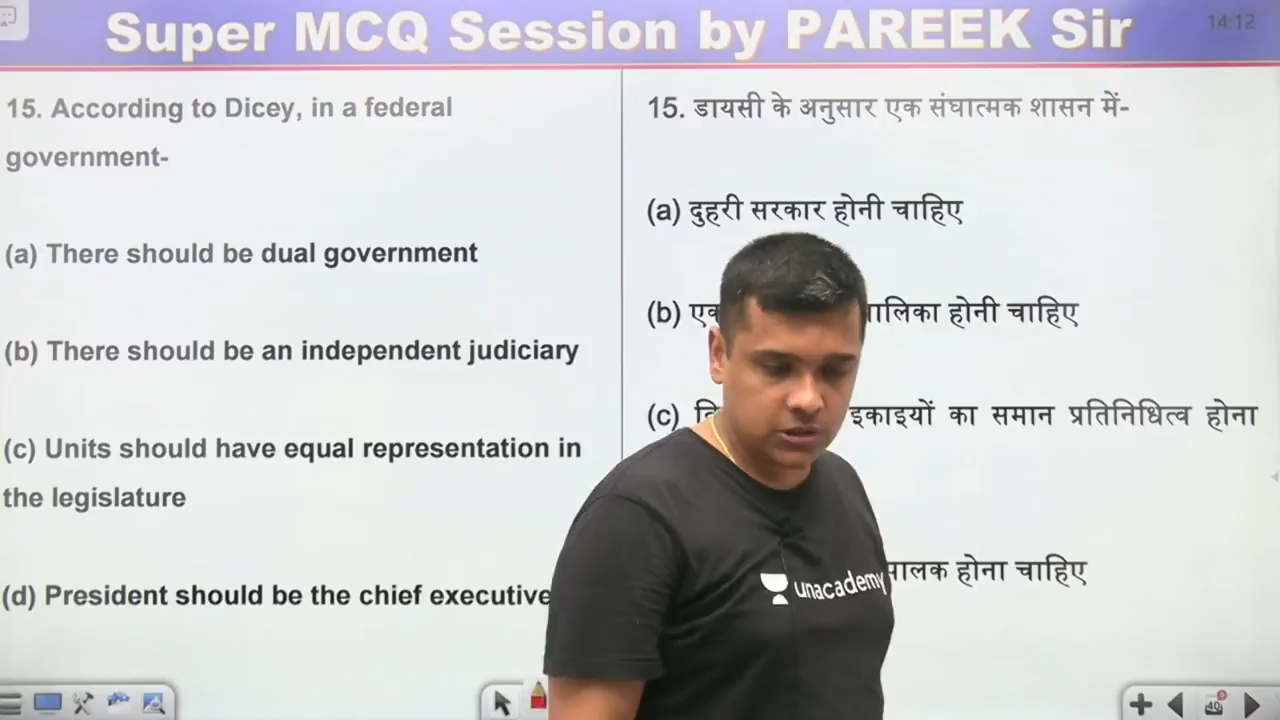 Super MCQ Session by PAREEK Sir
14:12
15. According to Dicey, in a federal
government-
(a) There should be dual government
(b) There should be an independent judiciary
(c) Units should have equal representation in
the legislature
(d) President should be the chief executive
15. डायसी के अनुसार एक संघात्मक शासन में-
(a) दुहरी सरकार होनी चाहिए
(b) होनी चाहिए
(c) इकाइयों का समान प्रतिनिधित्व होना
होना चाहिए
unacademy